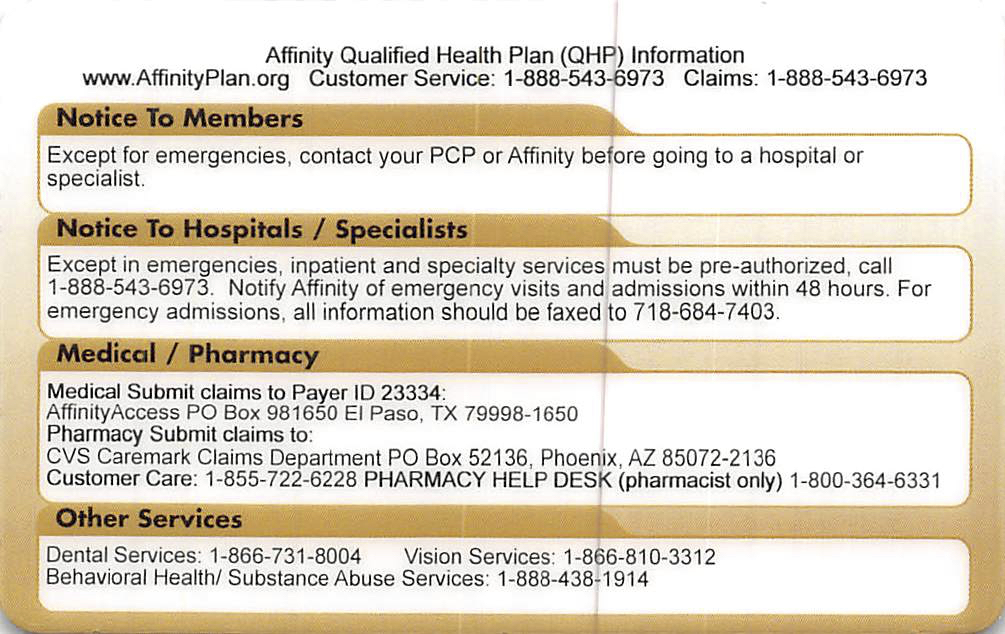 Affinity Qualified Health Plan (QHP) Information
www.AffinityPlan.org Customer Service: 1-888-543-6973 Claims: 1-888-543-6973
Notice To Members
Except for emergencies, contact your PCP or Affinity before going to a hospital or
specialist.
Notice To Hospitals / Specialists
Except in emergencies, inpatient and specialty services must be pre-authorized, call
1-888-543-6973. Notify Affinity of emergency visits and admissions within 48 hours. For
emergency admissions, all information should be faxed to 718-684-7403.
Medical / Pharmacy
Medical Submit claims to Payer ID 23334:
AffinityAccess PO Box 981650 El Paso, TX 79998-1650
Pharmacy Submit claims to:
CVS Caremark Claims Department PO Box 52136, Phoenix, AZ 85072-2136
Customer Care: 1-855-722-6228 PHARMACY HELP DESK (pharmacist only) 1-800-364-6331
Other Services
Dental Services: 1-866-731-8004 Vision Services: 1-866-810-3312
Behavioral Health/ Substance Abuse Services: 1-888-438-1914